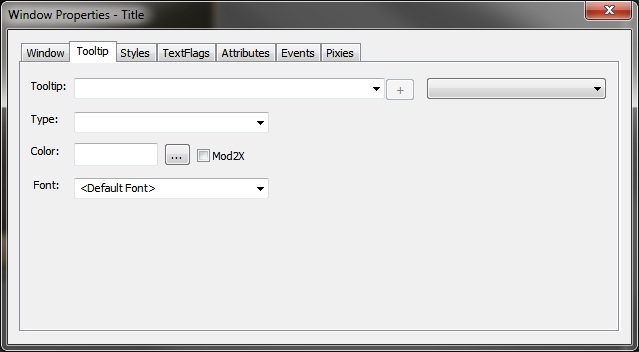 Window Properties - Title
Window Tooltip Styles TextFlags Attributes Events Pixies
Tooltip: +
Type:
Color: ... Mod2X
Font: <Default Font>